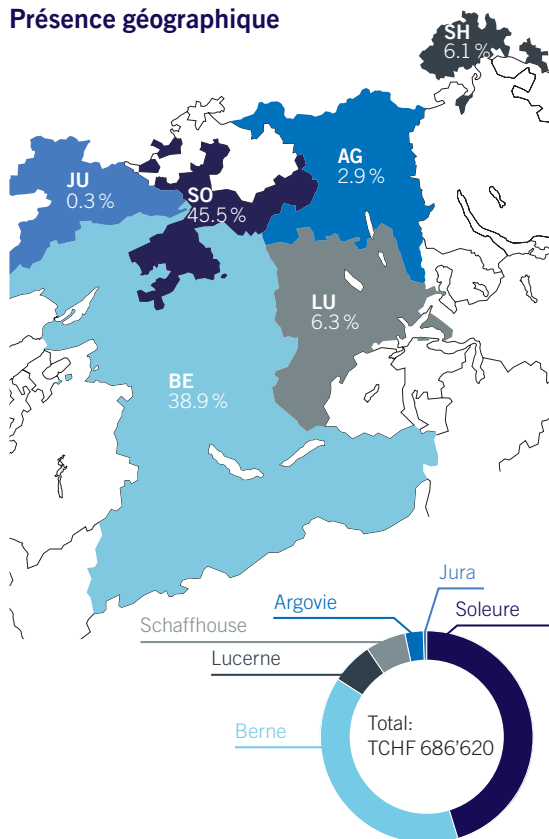 Présence géographique
SH
6.1 %
AG
2.9 %
JU
0.3 %
SO
45.5 %
LU
6.3 %
BE
38.9 %
Jura
Argovie
Soleure
Schaffhouse
Lucerne
Berne
Total:
TCHF 686'620